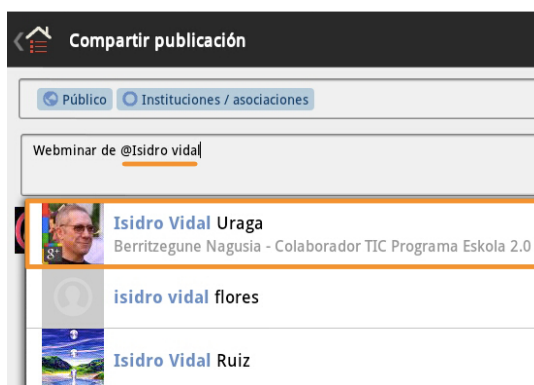 Compartir publicación
Público Instituciones / asociaciones
Webminar de @Isidro vidal
Isidro Vidal Uraga
Berritzegune Nagusia - Colaborador TIC Programa Eskola 2.0
g+
isidro vidal flores
Isidro Vidal Ruiz